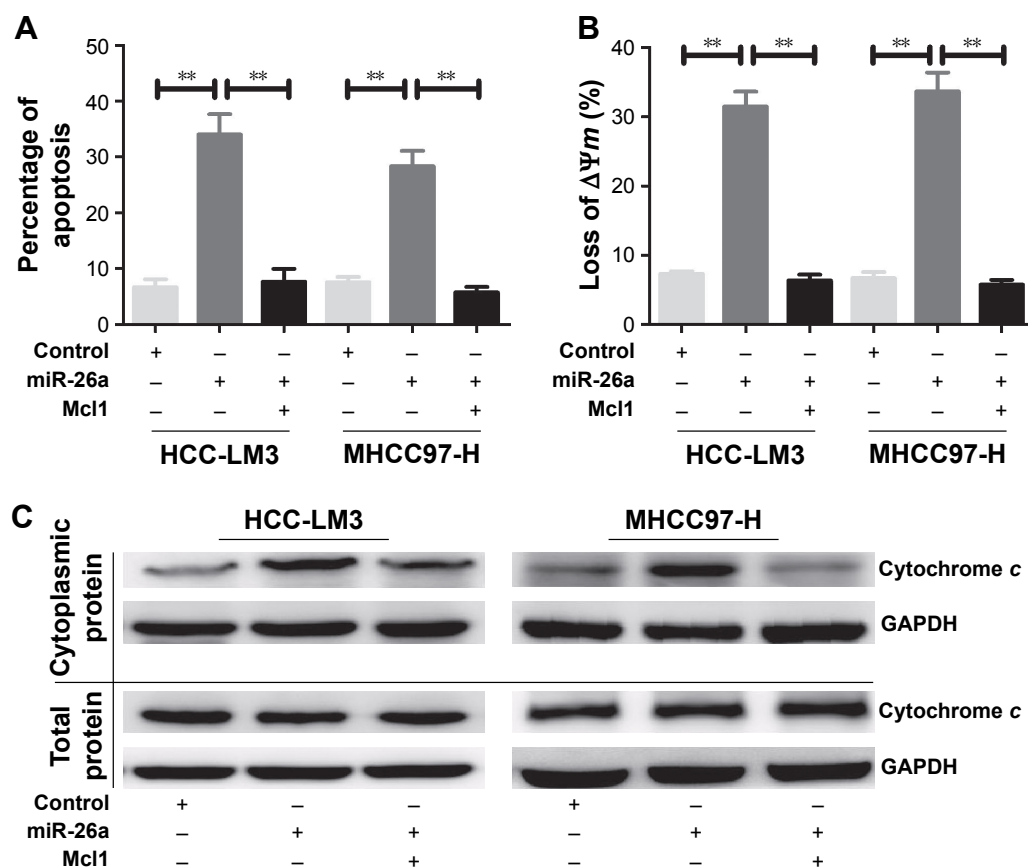 A
Percentage of
apoptosis
50
40
30
20
10
0
** ** ** **
Control + – – + – –
miR-26a – + + – + +
Mcl1 – – + – – +
HCC-LM3 MHCC97-H
B
Loss of ΔΨm (%)
40
30
20
10
0
** ** ** **
Control + – – + – –
miR-26a – + + – + +
Mcl1 – – + – – +
HCC-LM3 MHCC97-H
C
HCC-LM3 MHCC97-H
Cytoplasmic
protein
Cytochrome c
GAPDH
Total
protein
Cytochrome c
GAPDH
Control + – – + – –
miR-26a – + + – + +
Mcl1 – – + – – +